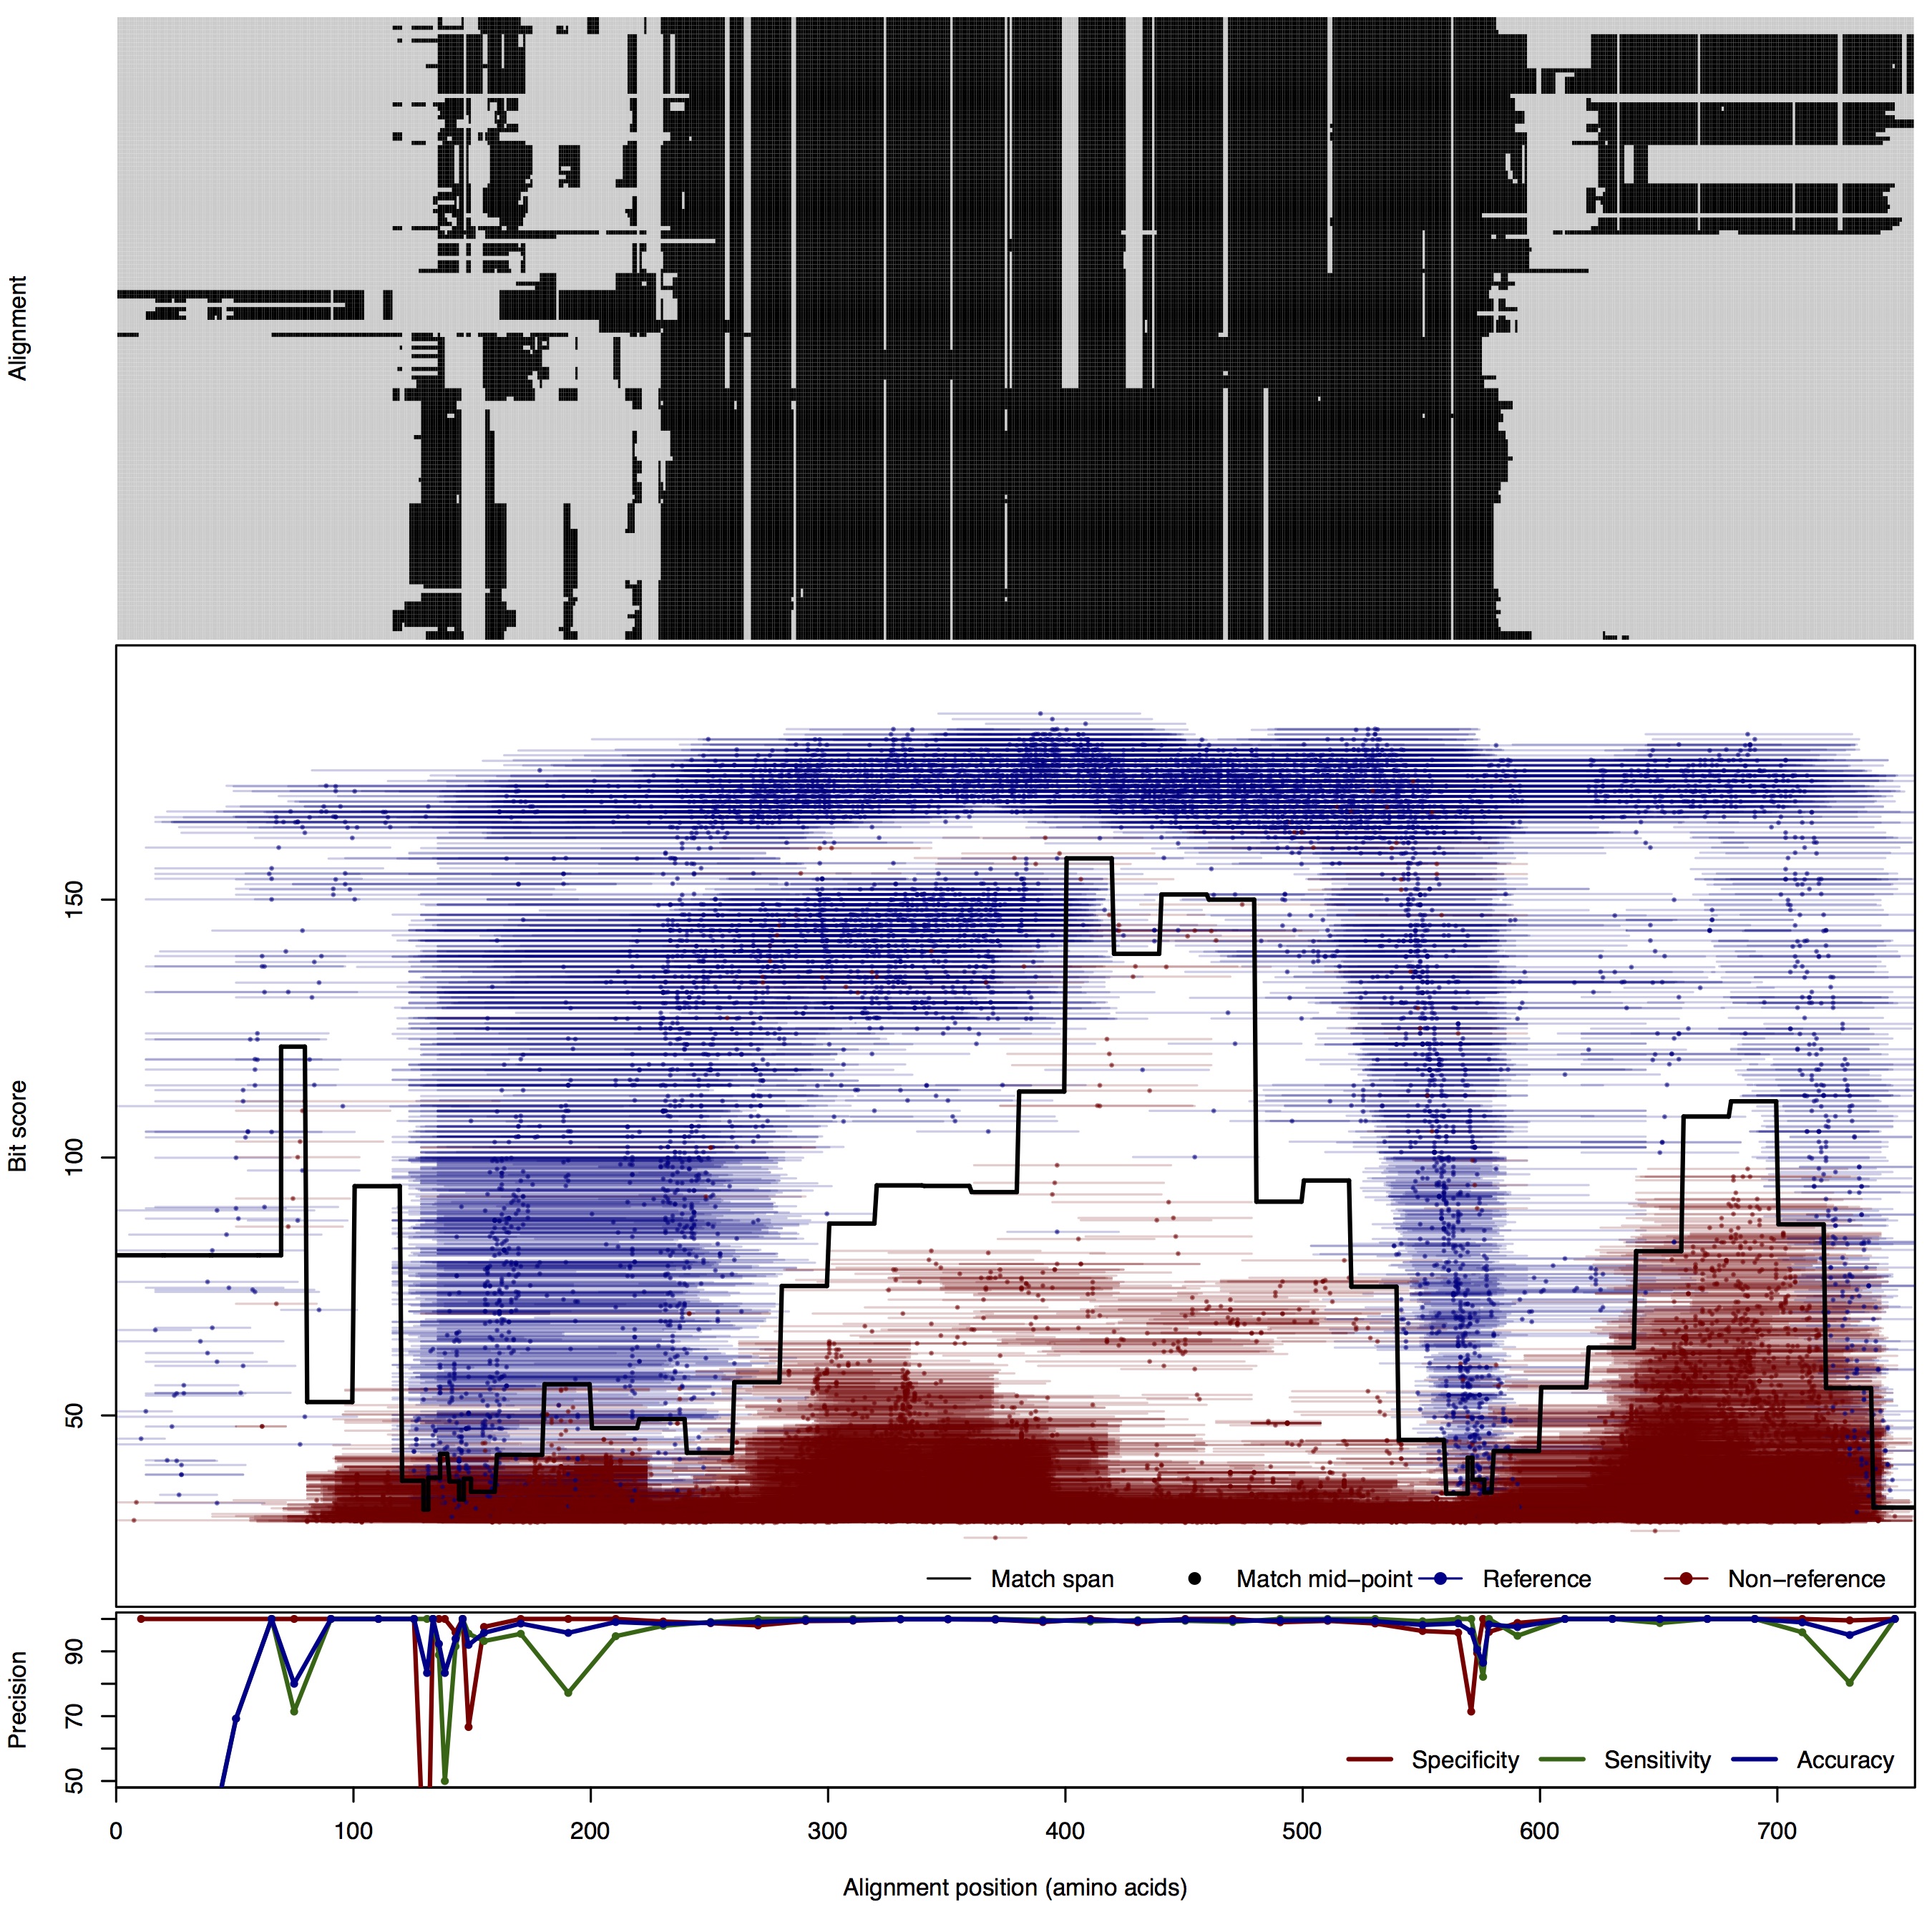 Alignment
Bit score
150
100
50
Match span
Match mid−point
Reference
Non−reference
Precision
90
70
50
Specificity
Sensitivity
Accuracy
0 100 200 300 400 500 600 700
Alignment position (amino acids)